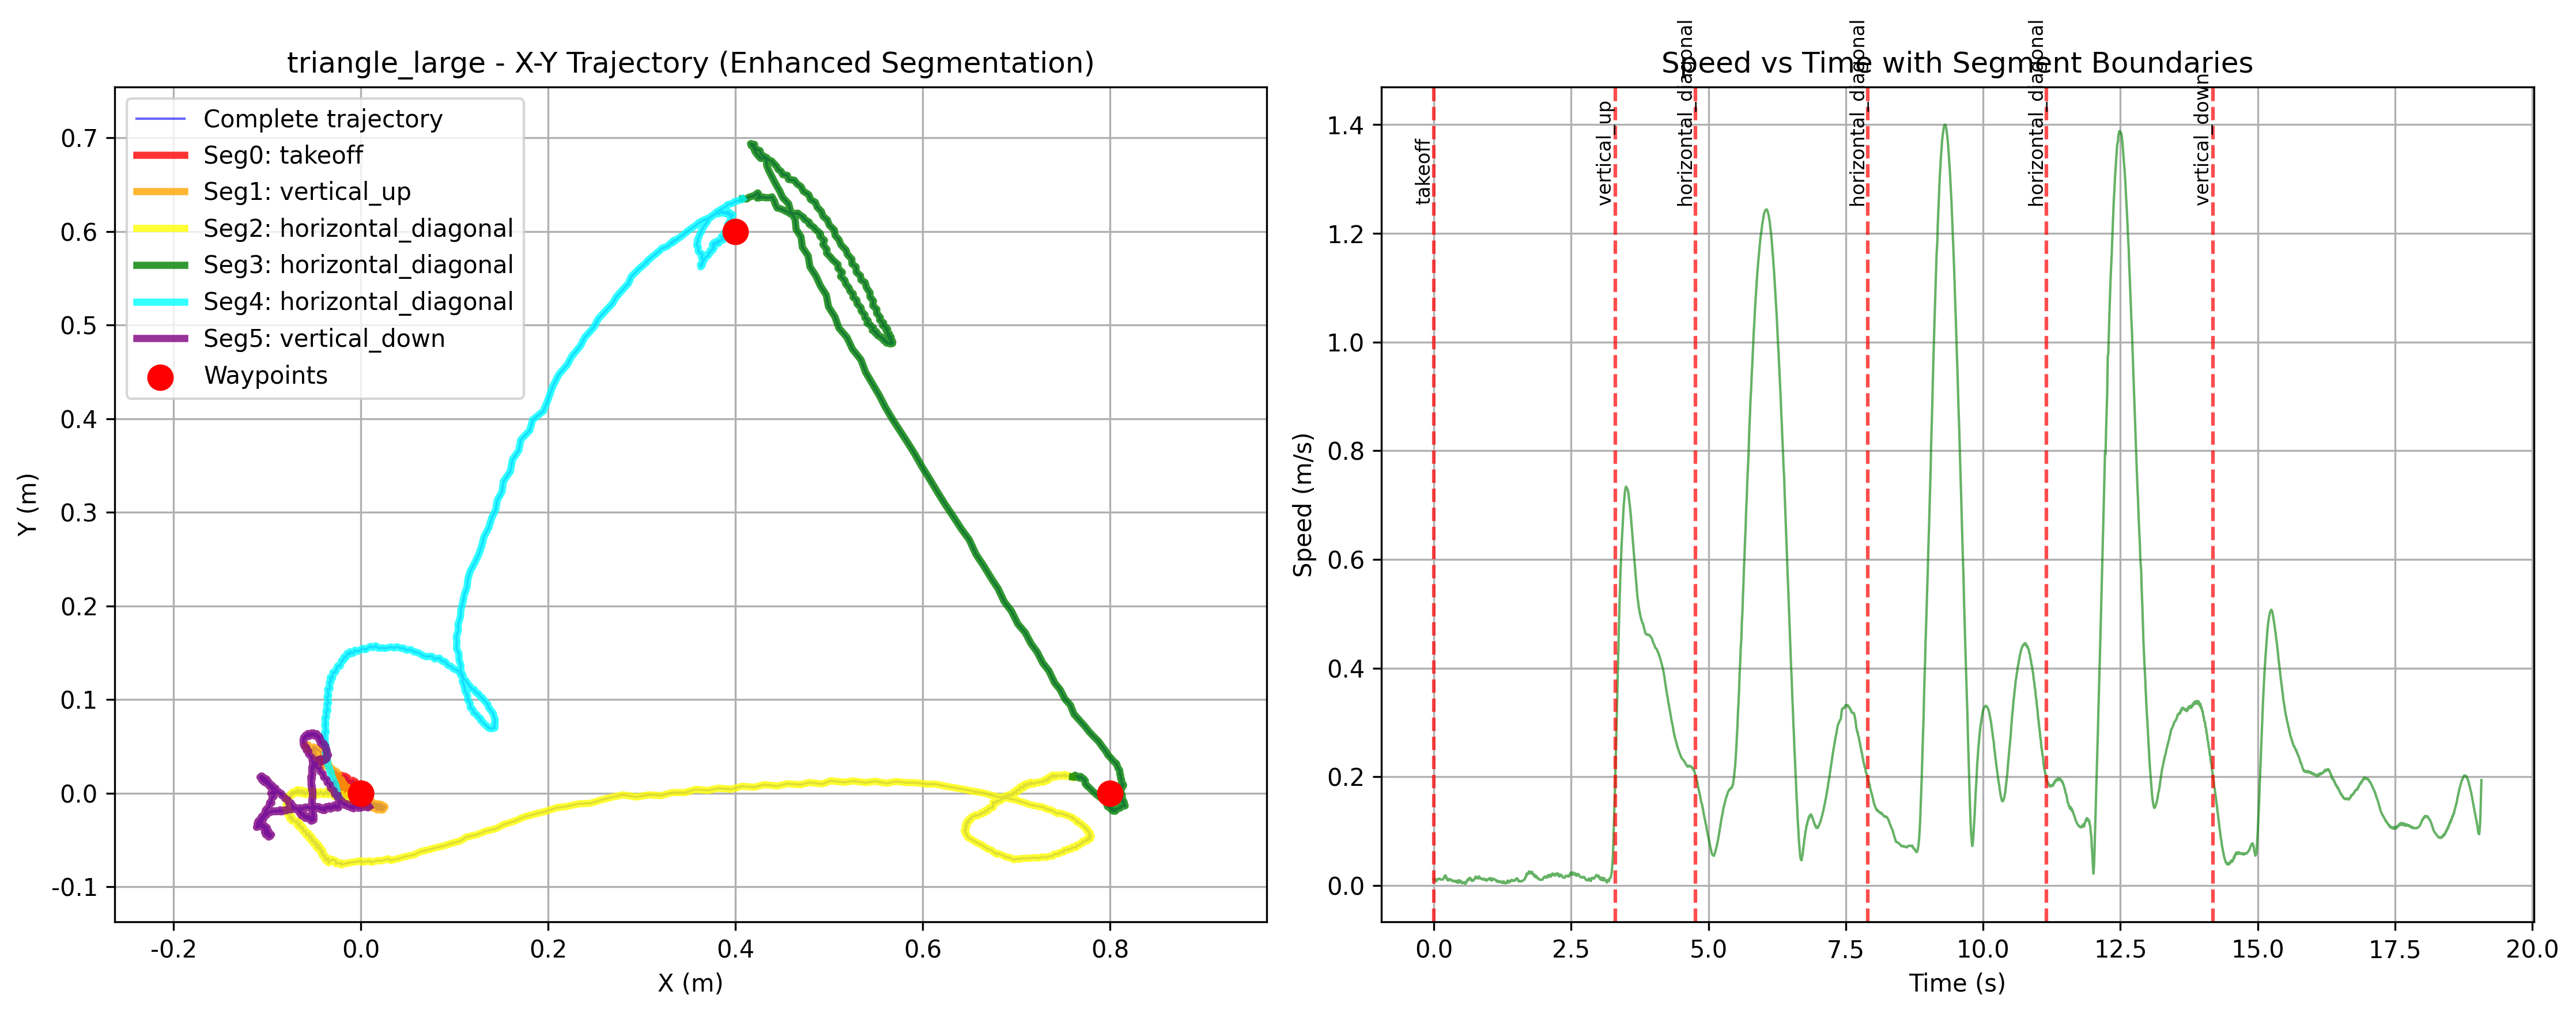 triangle_large - X-Y Trajectory (Enhanced Segmentation)
Complete trajectory
Seg0: takeoff
Seg1: vertical_up
Seg2: horizontal_diagonal
Seg3: horizontal_diagonal
Seg4: horizontal_diagonal
Seg5: vertical_down
Waypoints
Y (m)
0.7
0.6
0.5
0.4
0.3
0.2
0.1
0.0
-0.1
-0.2
0.0
0.2
0.4
0.6
0.8
X (m)
Speed vs Time with Segment Boundaries
takeoff
vertical_up
horizontal_diagonal
horizontal_diagonal
horizontal_diagonal
vertical_down
Speed (m/s)
1.4
1.2
1.0
0.8
0.6
0.4
0.2
0.0
0.0
2.5
5.0
7.5
10.0
12.5
15.0
17.5
20.0
Time (s)